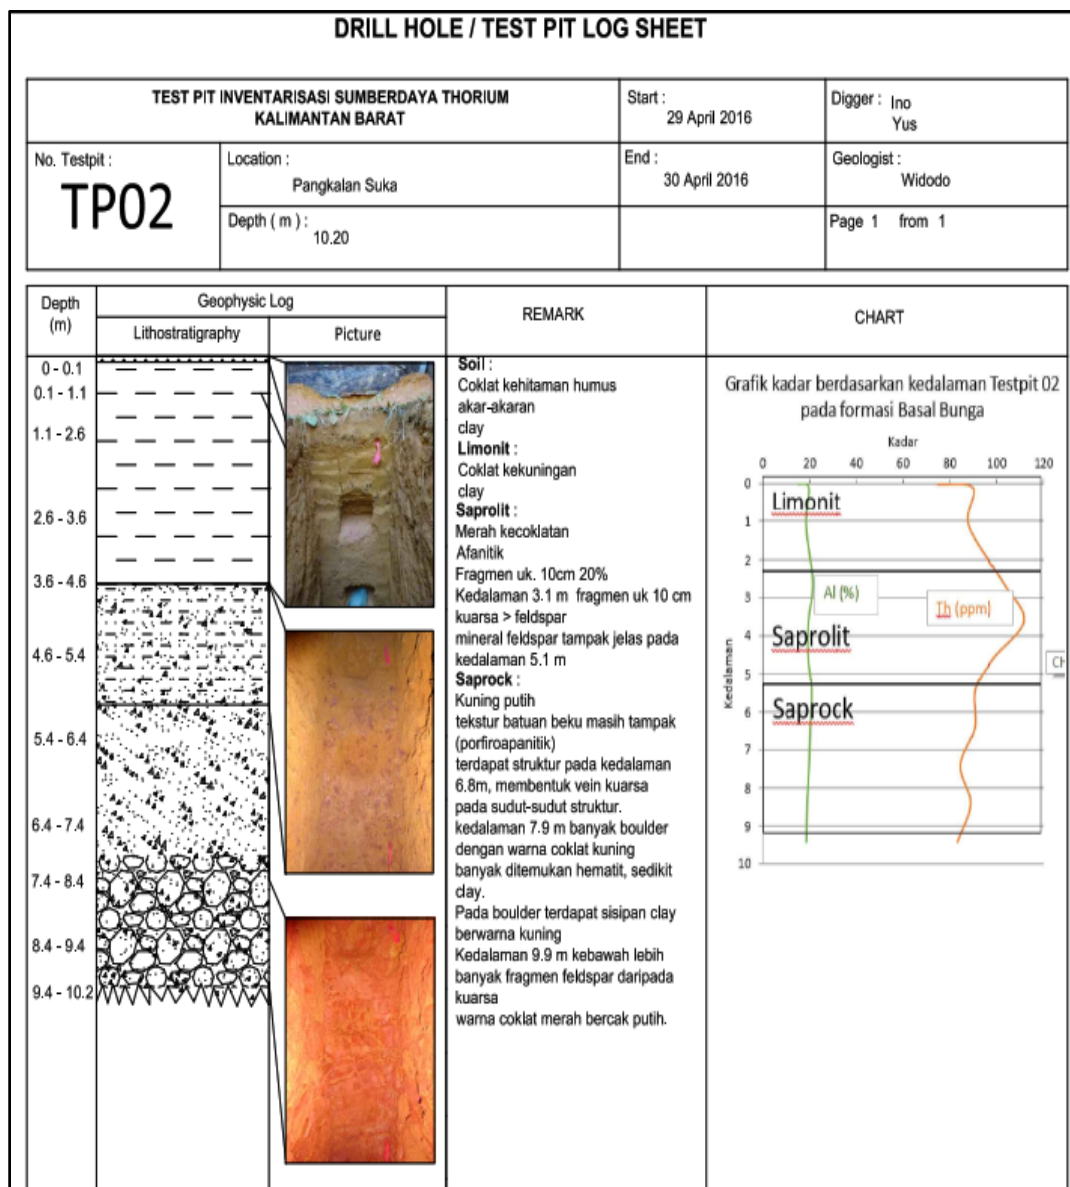 DRILL HOLE / TEST PIT LOG SHEET
TEST PIT INVENTARISASI SUMBERDAYA THORIUM
KALIMANTAN BARAT
Start :
29 April 2016
Digger : Ino
Yus
No. Testpit :
TP02
Location :
Pangkalan Suka
End :
30 April 2016
Geologist :
Widodo
Depth ( m ) :
10.20
Page 1 from 1
Depth
(m)
Geophysic Log
Lithostratigraphy
Picture
REMARK
CHART
0 - 0.1
0.1 - 1.1
1.1 - 2.6
2.6 - 3.6
3.6 - 4.6
4.6 - 5.4
5.4 - 6.4
6.4 - 7.4
7.4 - 8.4
8.4 - 9.4
9.4 - 10.2
Soil :
Coklat kehitaman humus
akar-akaran
clay
Limonit :
Coklat kekuningan
clay
Saprolit :
Merah kecoklatan
Afanitik
Fragmen uk. 10cm 20%
Kedalaman 3.1 m fragmen uk 10 cm
kuarsa > feldspar
mineral feldspar tampak jelas pada
kedalaman 5.1 m
Saprock :
Kuning putih
tekstur batuan beku masih tampak
(porfiroapanitik)
terdapat struktur pada kedalaman
6.8m, membentuk vein kuarsa
pada sudut-sudut struktur.
kedalaman 7.9 m banyak boulder
dengan warna coklat kuning
banyak ditemukan hematit, sedikit
clay.
Pada boulder terdapat sisipan clay
berwarna kuning
Kedalaman 9.9 m kebawah lebih
banyak fragmen feldspar daripada
kuarsa
warna coklat merah bercak putih.
Grafik kadar berdasarkan kedalaman Testpit 02
pada formasi Basal Bunga
Kadar
0 20 40 60 80 100 120
0
1
2
3
4
5
6
7
8
9
10
Kedalaman
Limonit
Al (%)
Th (ppm)
Saprolit
Saprock